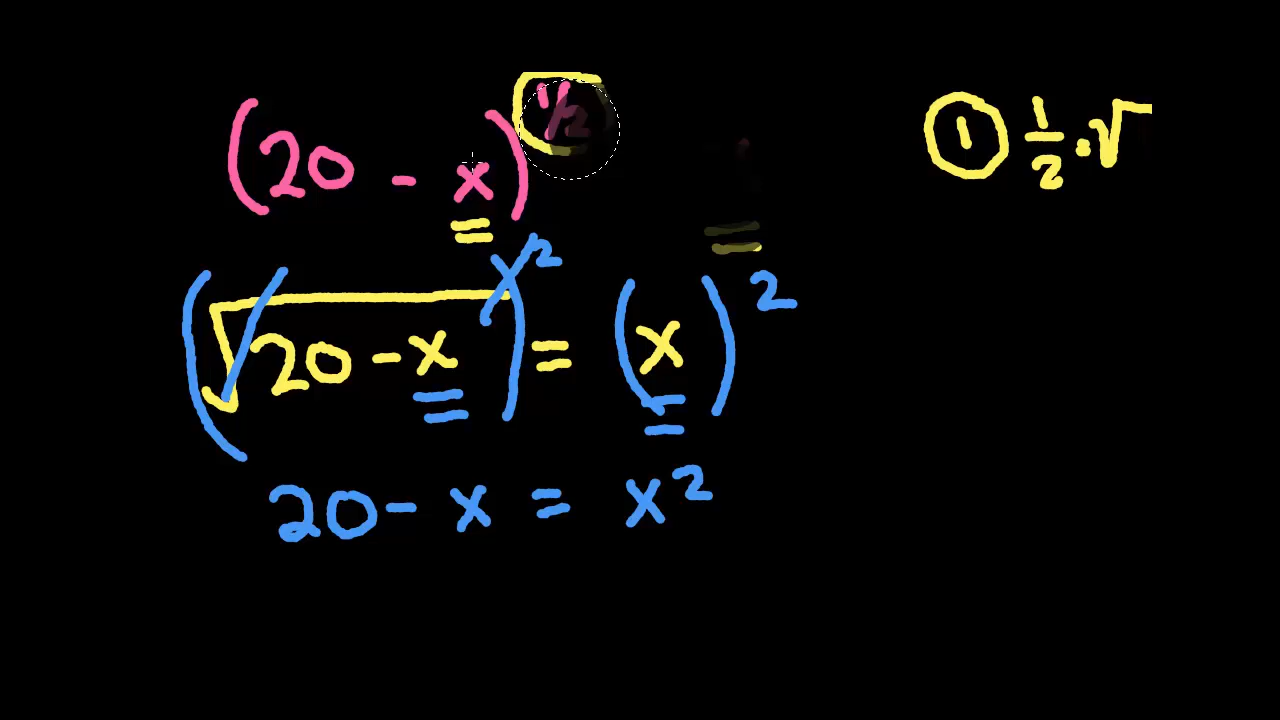 (20 - x)^1/2
① 1/2 . √
(√20 - x)^2 = (x)^2
20 - x = x^2